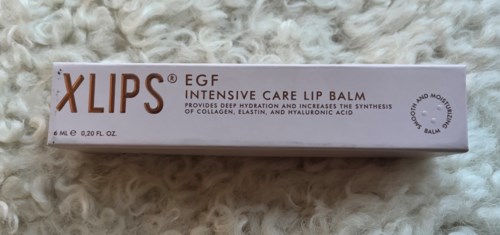 XLIPS®
EGF
INTENSIVE CARE LIP BALM
PROVIDES DEEP HYDRATION AND INCREASES THE SYNTHESIS
OF COLLAGEN, ELASTIN, AND HYALURONIC ACID
6 ML ℮ 0,20 FL. OZ.
SMOOTH AND MOISTURIZING
BALM